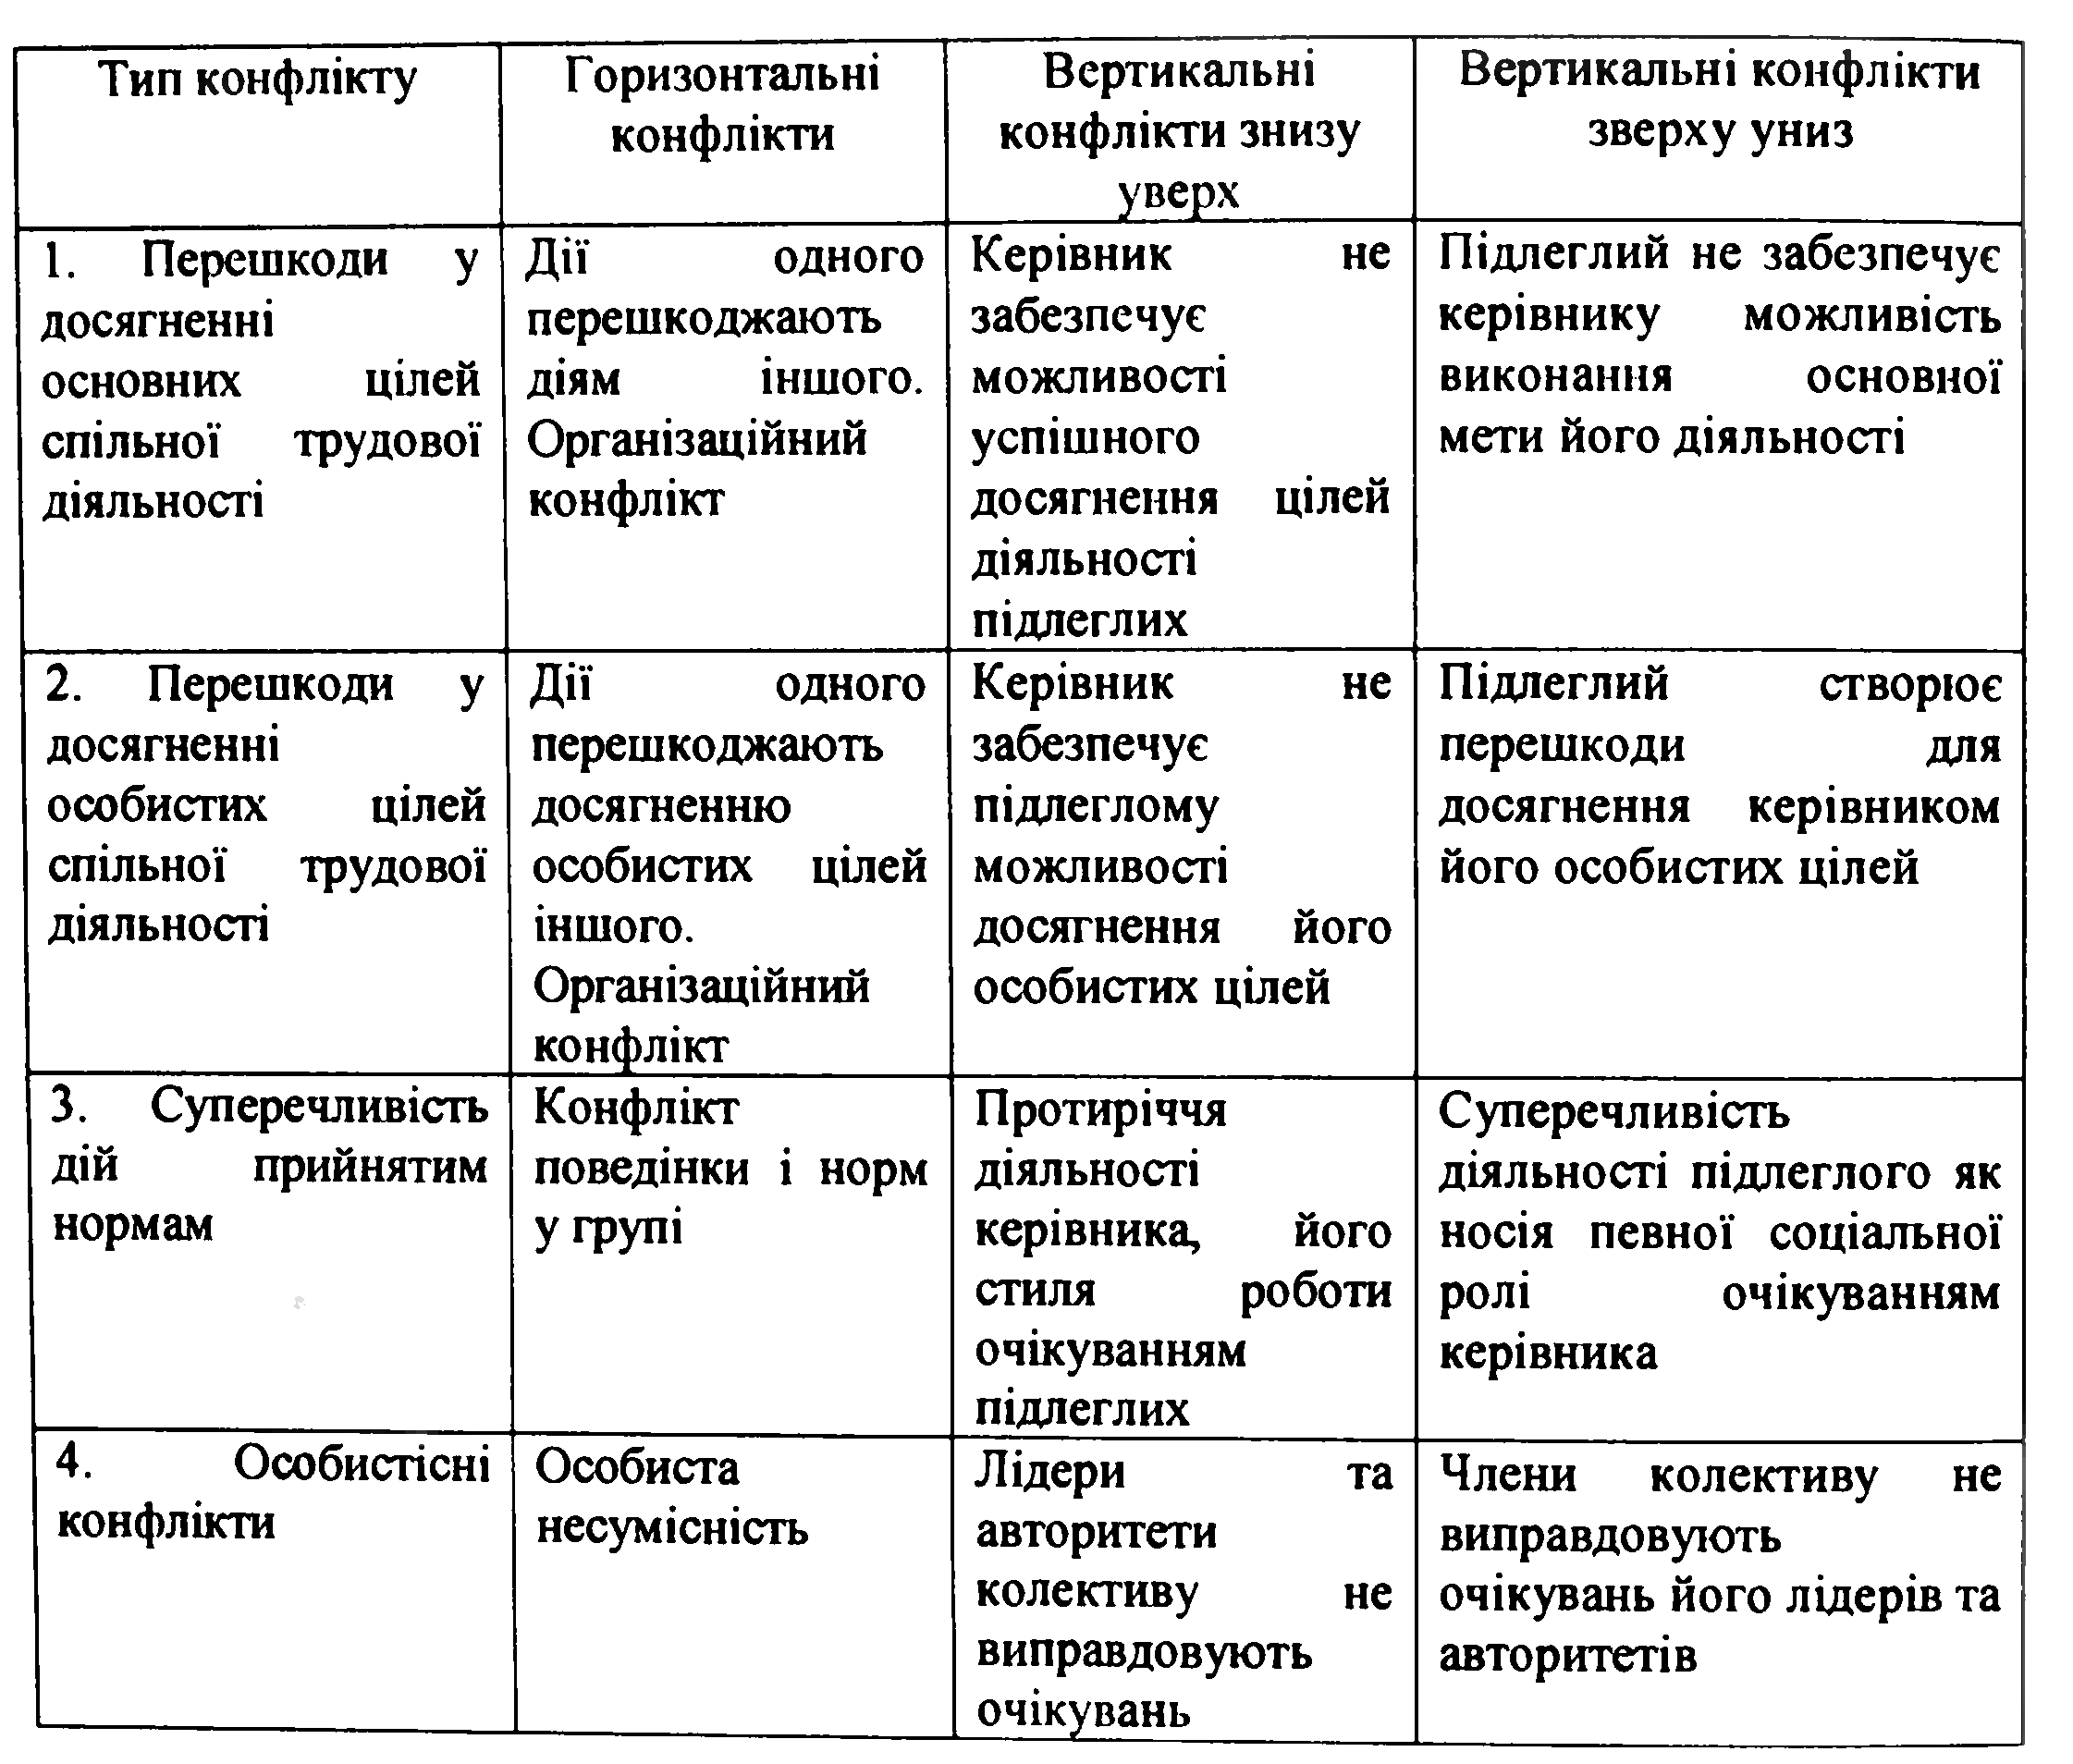 Тип конфлікту
Горизонтальні
конфлікти
Вертикальні
конфлікти знизу
уверх
Вертикальні конфлікти
зверху униз
1. Перешкоди у
досягненні
основних цілей
спільної трудової
діяльності
Дії одного
перешкоджають
діям іншого.
Організаційний
конфлікт
Керівник не
забезпечує
можливості
успішного
досягнення цілей
діяльності
підлеглих
Підлеглий не забезпечує
керівнику можливість
виконання основної
мети його діяльності
2. Перешкоди у
досягненні
особистих цілей
спільної трудової
діяльності
Дії одного
перешкоджають
досягненню
особистих цілей
іншого.
Організаційний
конфлікт
Керівник не
забезпечує
підлеглому
можливості
досягнення його
особистих цілей
Підлеглий створює
перешкоди для
досягнення керівником
його особистих цілей
3. Суперечливість
дій прийнятим
нормам
Конфлікт
поведінки і норм
у групі
Протиріччя
діяльності
керівника, його
стиля роботи
очікуванням
підлеглих
Суперечливість
діяльності підлеглого як
носія певної соціальної
ролі очікуванням
керівника
4. Особистісні
конфлікти
Особиста
несумісність
Лідери та
авторитети
колективу не
виправдовують
очікувань
Члени колективу не
виправдовують
очікувань його лідерів та
авторитетів